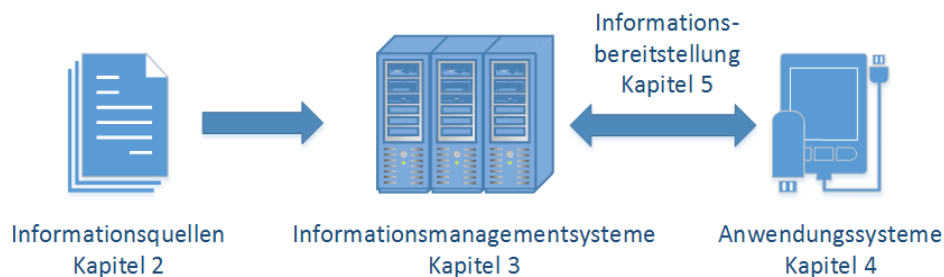 Informations-
bereitstellung
Kapitel 5
Informationsquellen
Kapitel 2
Informationsmanagementsysteme
Kapitel 3
Anwendungssysteme
Kapitel 4